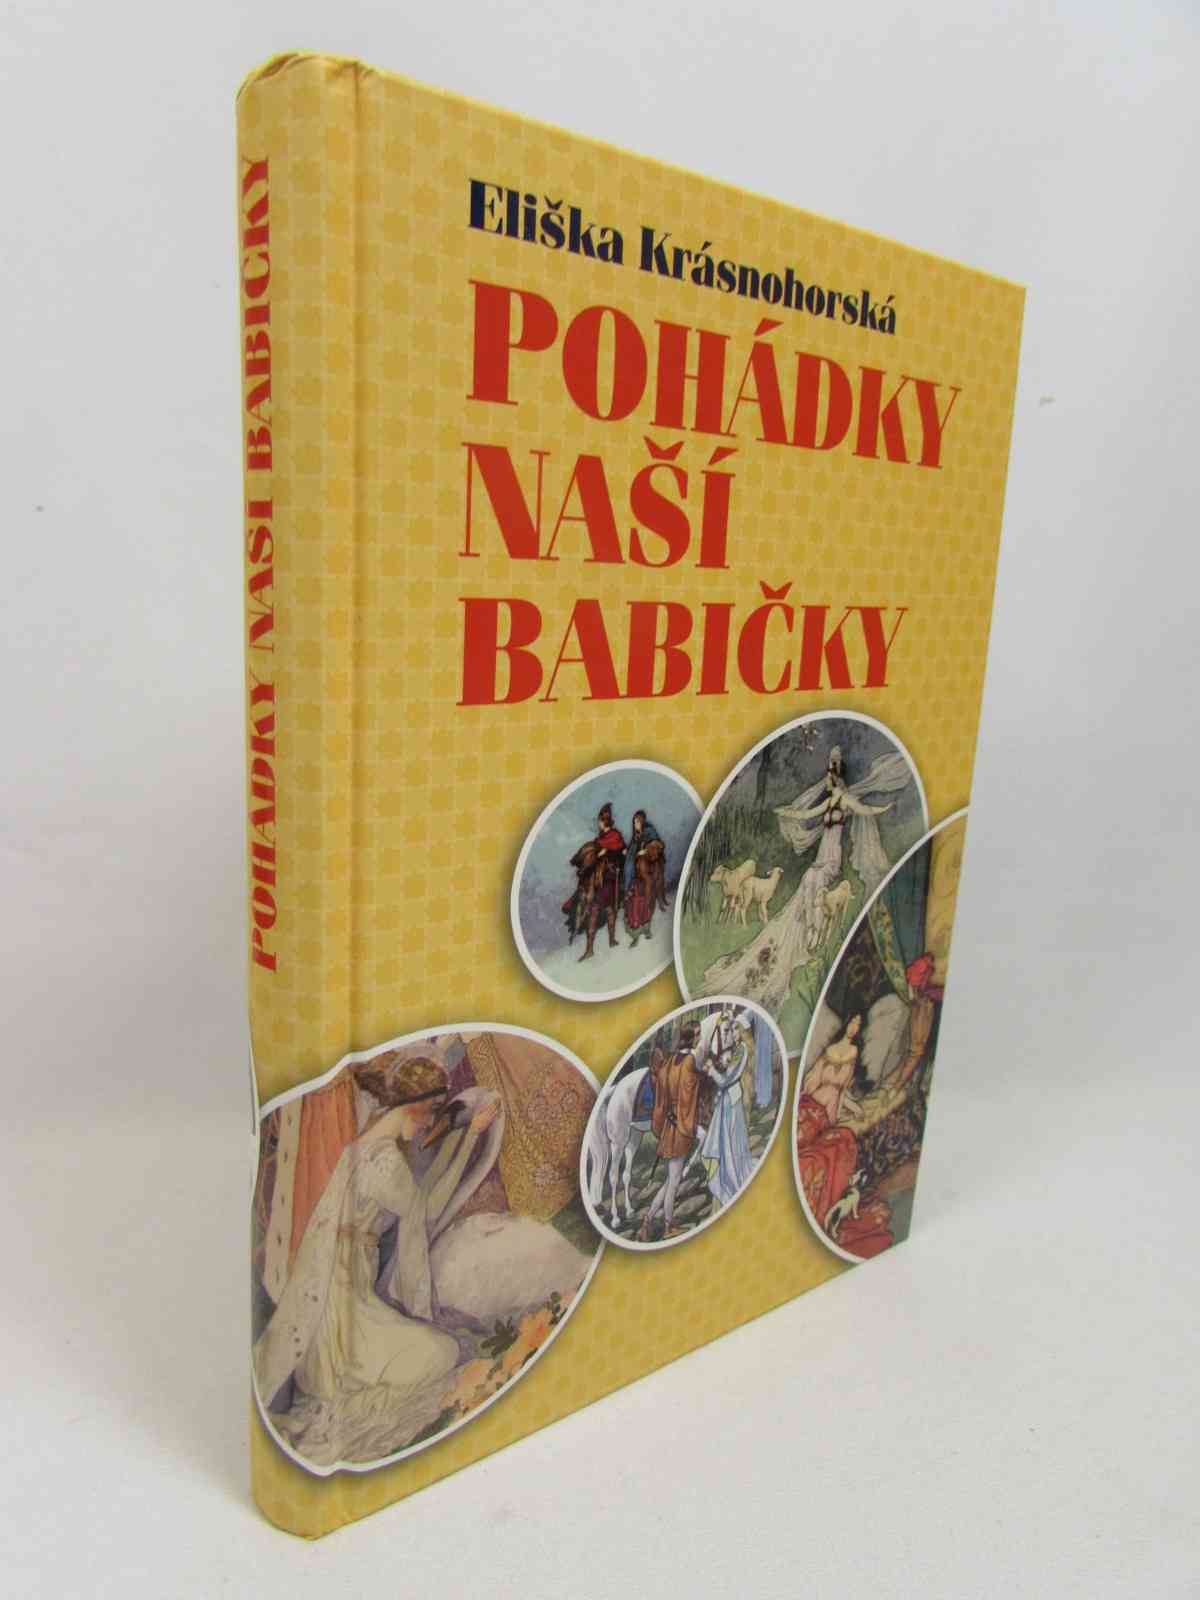 POHÁDKY NAŠÍ BABIČKY
Eliška Krásnohorská
POHÁDKY
NAŠÍ
BABIČKY